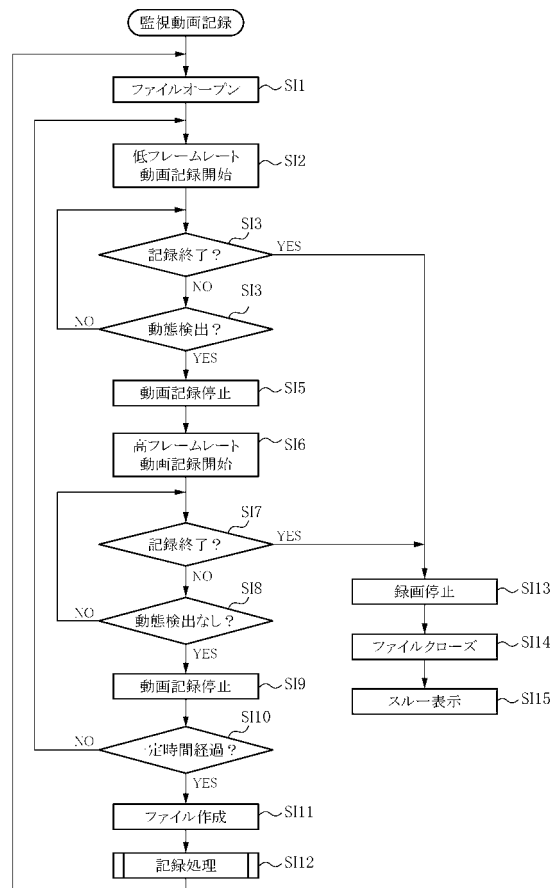 監視動画記録
ファイルオープン SI1
低フレームレート
動画記録開始 SI2
SI3
記録終了? YES
NO
SI3
動態検出? NO
YES
動画記録停止 SI5
高フレームレート
動画記録開始 SI6
SI7
記録終了? YES
NO
SI8
動態検出なし? NO
YES
動画記録停止 SI9
SI10
一定時間経過? NO
YES
ファイル作成 SI11
記録処理 SI12
録画停止 SI13
ファイルクローズ SI14
スルー表示 SI15